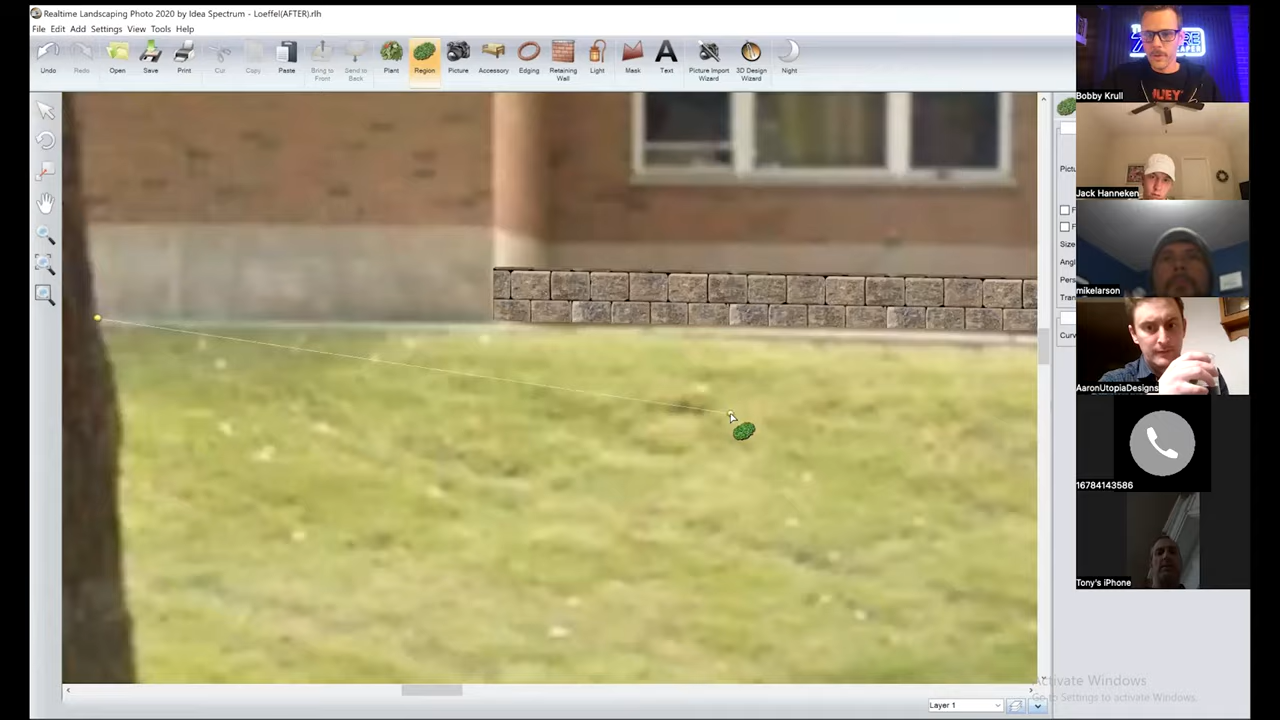 Realtime Landscaping Photo 2020 by Idea Spectrum - Loeffel(AFTER).rlh
File Edit Add Settings View Tools Help
Undo Redo Open Save Print Cut Copy Paste Bring to Front Send to Back Plant Region Picture Accessory Edging Retaining Wall Light Mask Text Picture Import Wizard 3D Design Wizard Night
Bobby Krull
Jack Hanneken
mikelarson
AaronUtopiaDesigns
16784143586
Tony's iPhone
Size
Activate Windows
Go to Settings to activate Windows.
Layer 1